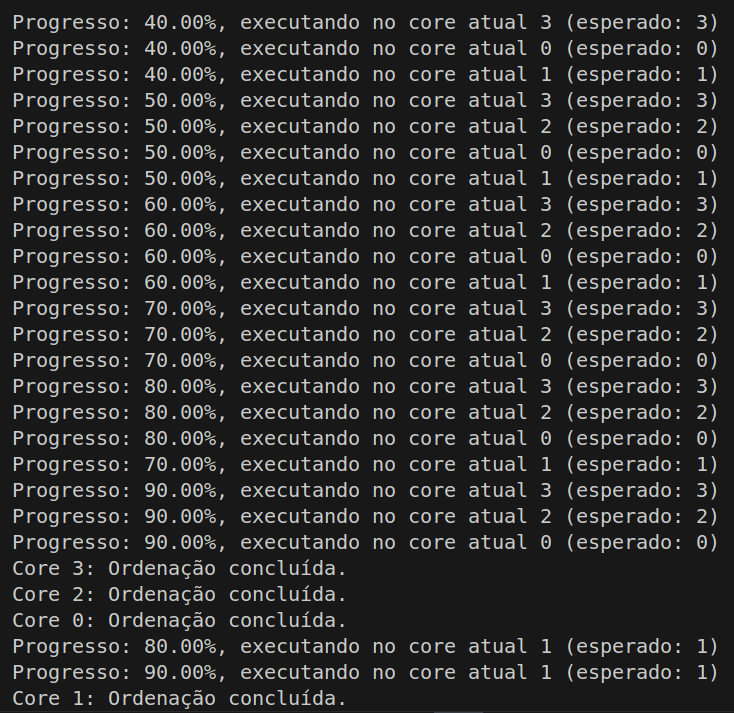 Progresso: 40.00%, executando no core atual 3 (esperado: 3)
Progresso: 40.00%, executando no core atual 0 (esperado: 0)
Progresso: 40.00%, executando no core atual 1 (esperado: 1)
Progresso: 50.00%, executando no core atual 3 (esperado: 3)
Progresso: 50.00%, executando no core atual 2 (esperado: 2)
Progresso: 50.00%, executando no core atual 0 (esperado: 0)
Progresso: 50.00%, executando no core atual 1 (esperado: 1)
Progresso: 60.00%, executando no core atual 3 (esperado: 3)
Progresso: 60.00%, executando no core atual 2 (esperado: 2)
Progresso: 60.00%, executando no core atual 0 (esperado: 0)
Progresso: 60.00%, executando no core atual 1 (esperado: 1)
Progresso: 70.00%, executando no core atual 3 (esperado: 3)
Progresso: 70.00%, executando no core atual 2 (esperado: 2)
Progresso: 70.00%, executando no core atual 0 (esperado: 0)
Progresso: 80.00%, executando no core atual 3 (esperado: 3)
Progresso: 80.00%, executando no core atual 2 (esperado: 2)
Progresso: 80.00%, executando no core atual 0 (esperado: 0)
Progresso: 70.00%, executando no core atual 1 (esperado: 1)
Progresso: 90.00%, executando no core atual 3 (esperado: 3)
Progresso: 90.00%, executando no core atual 2 (esperado: 2)
Progresso: 90.00%, executando no core atual 0 (esperado: 0)
Core 3: Ordenação concluída.
Core 2: Ordenação concluída.
Core 0: Ordenação concluída.
Progresso: 80.00%, executando no core atual 1 (esperado: 1)
Progresso: 90.00%, executando no core atual 1 (esperado: 1)
Core 1: Ordenação concluída.